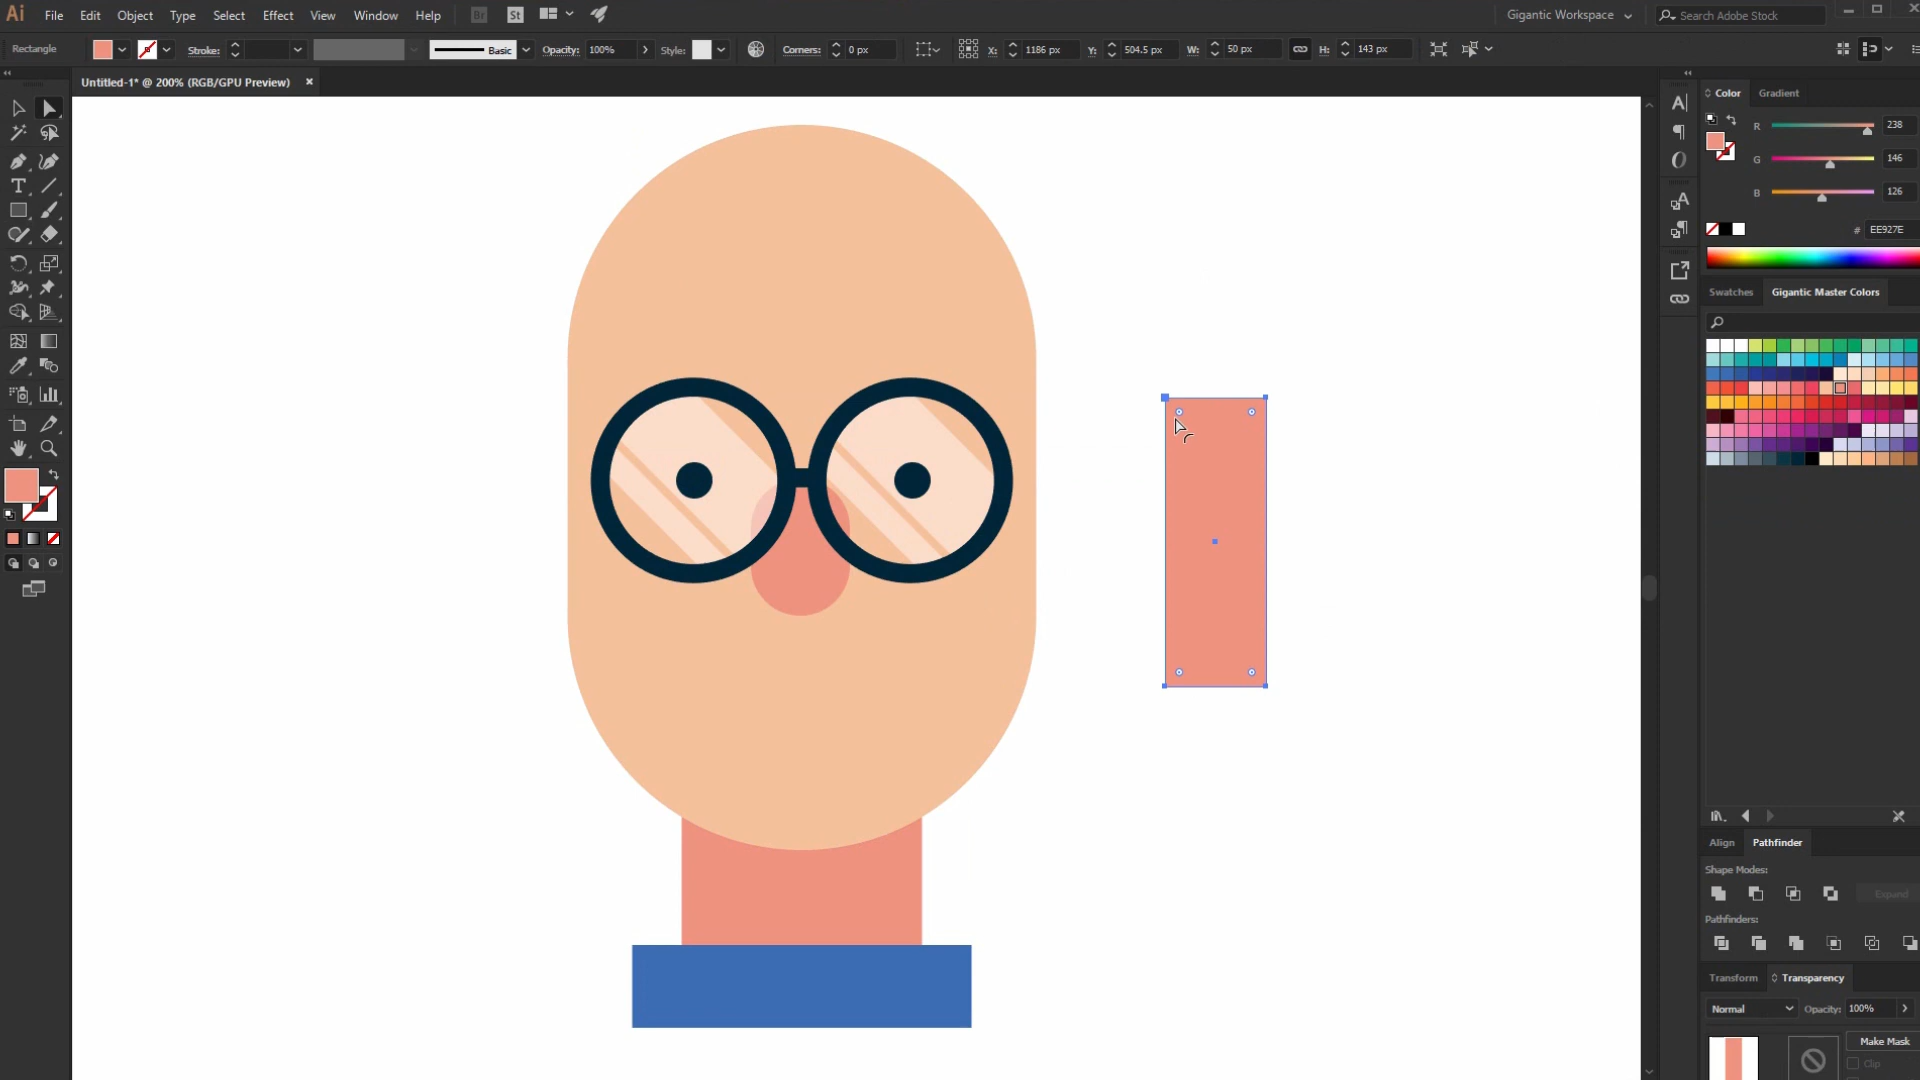 Ai File Edit Object Type Select Effect View Window Help Br St Gigantic Workspace Search Adobe Stock
Rectangle Stroke: Basic Opacity: 100% Style: Corners: 0 px X: 1186 px Y: 504.5 px W: 50 px H: 143 px
Untitled-1* @ 200% (RGB/GPU Preview) ×
Color Gradient
R 238
G 146
B 126
# EE927E
Swatches Gigantic Master Colors
Align Pathfinder
Shape Modes:
Expand
Pathfinders:
Transform Transparency
Normal Opacity: 100%
Make Mask
Clip